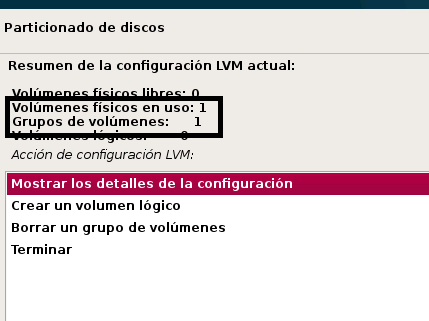 Particionado de discos
Resumen de la configuración LVM actual:
Volúmenes físicos libres: 0
Volúmenes físicos en uso: 1
Grupos de volúmenes: 1
Volúmenes lógicos: 0
Acción de configuración LVM:
Mostrar los detalles de la configuración
Crear un volumen lógico
Borrar un grupo de volúmenes
Terminar